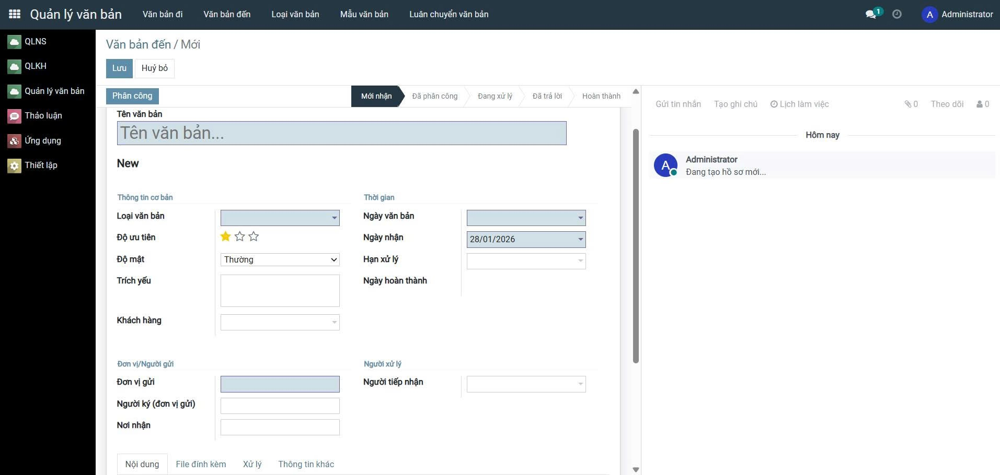 Quản lý văn bản Văn bản đi Văn bản đến Loại văn bản Mẫu văn bản Luân chuyển văn bản 1 A Administrator
QLNS
QLKH
Quản lý văn bản
Thảo luận
Ứng dụng
Thiết lập
Văn bản đến / Mới
Lưu Huỷ bỏ
Phân công Mới nhận Đã phân công Đang xử lý Đã trả lời Hoàn thành
Tên văn bản
Tên văn bản...
New
Thông tin cơ bản
Loại văn bản
Độ ưu tiên
Độ mật Thường
Trích yếu
Khách hàng
Thời gian
Ngày văn bản
Ngày nhận 28/01/2026
Hạn xử lý
Ngày hoàn thành
Đơn vị/Người gửi
Đơn vị gửi
Người ký (đơn vị gửi)
Nơi nhận
Người xử lý
Người tiếp nhận
Nội dung File đính kèm Xử lý Thông tin khác
Gửi tin nhắn Tạo ghi chú Lịch làm việc 0 Theo dõi 0
Hôm nay
A Administrator
Đang tạo hồ sơ mới...